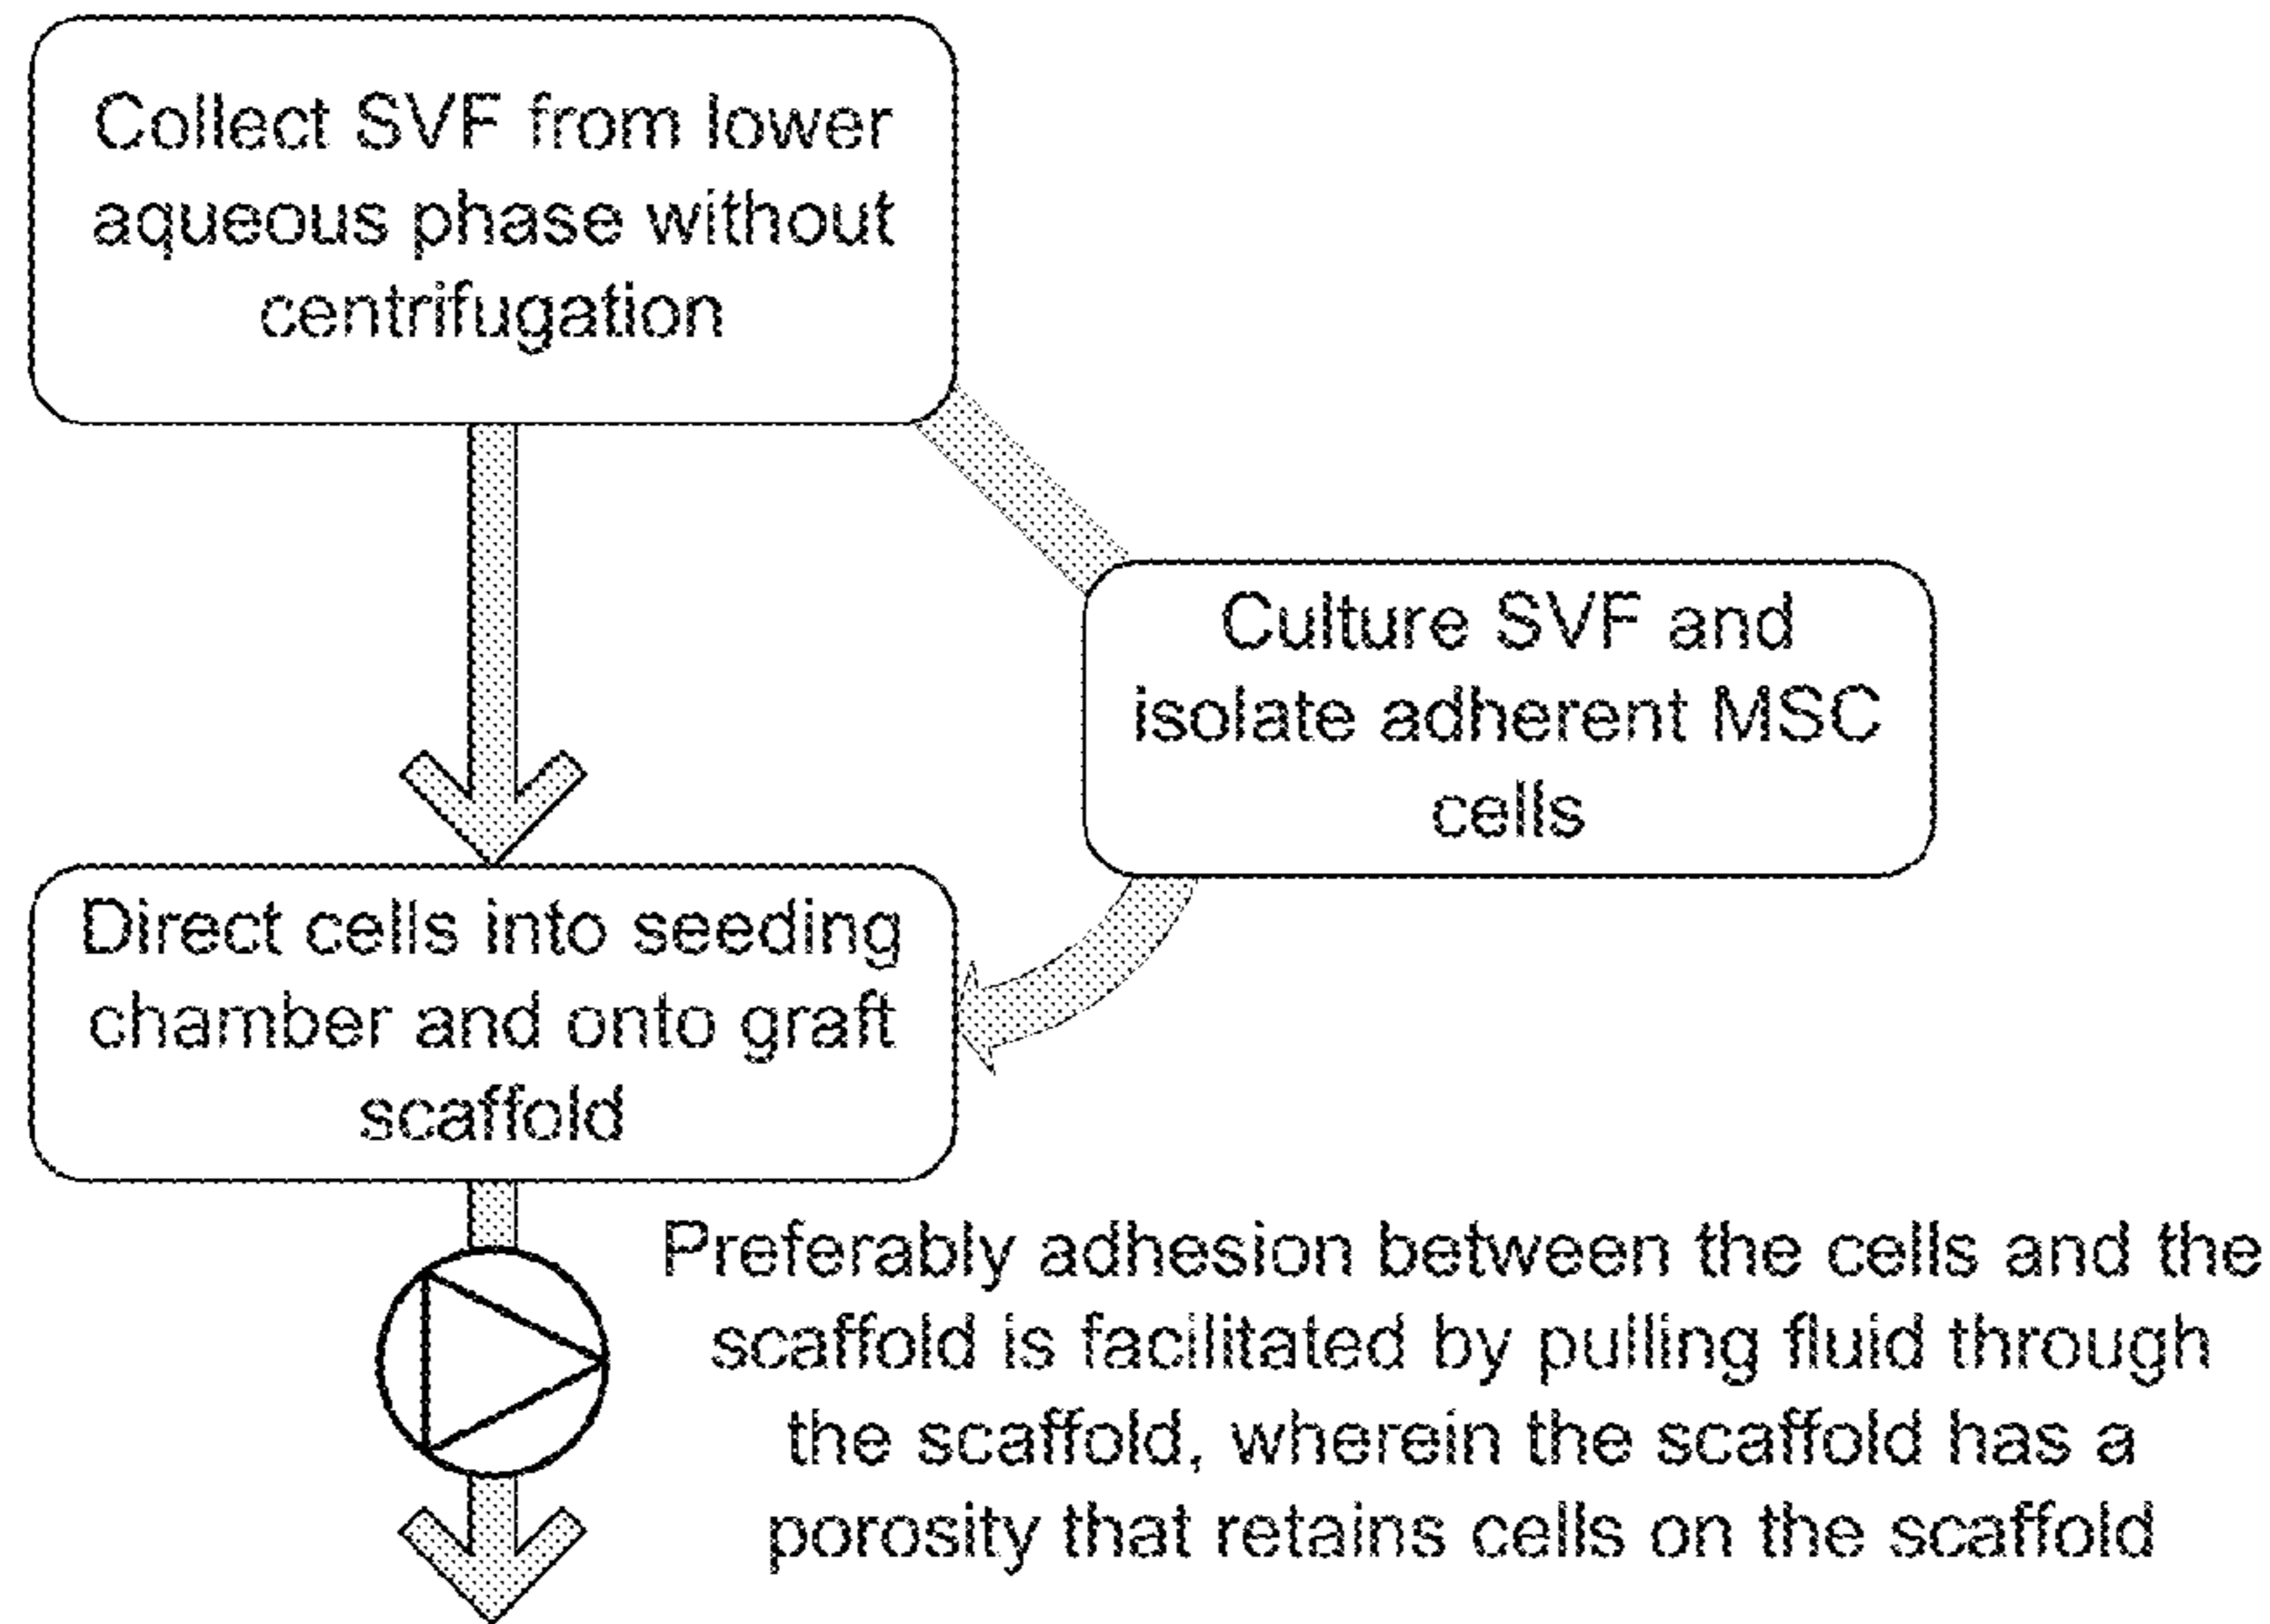 Collect SVF from lower
aqueous phase without
centrifugation
Culture SVF and
isolate adherent MSC
cells
Direct cells into seeding
chamber and onto graft
scaffold
Preferably adhesion between the cells and the
scaffold is facilitated by pulling fluid through
the scaffold, wherein the scaffold has a
porosity that retains cells on the scaffold